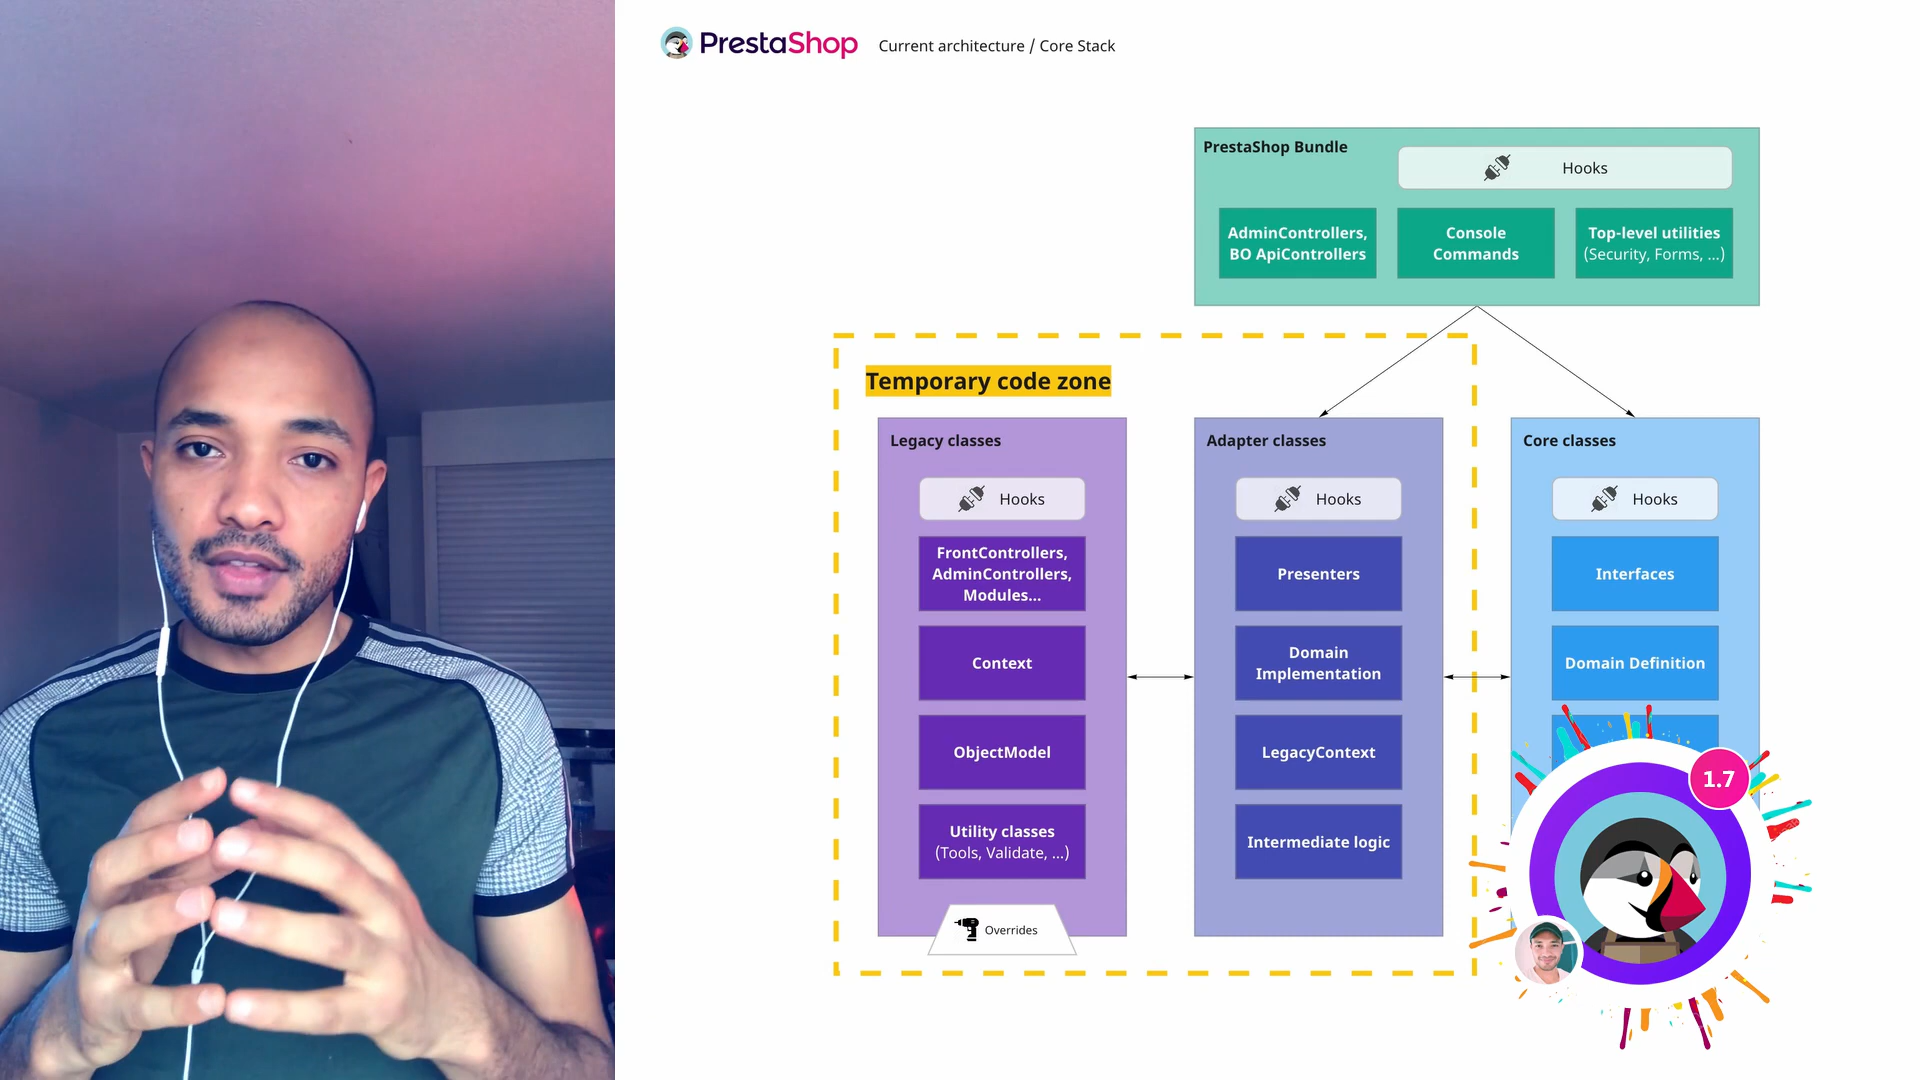 PrestaShop Current architecture / Core Stack
PrestaShop Bundle
Hooks
AdminControllers,
BO ApiControllers
Console
Commands
Top-level utilities
(Security, Forms, ...)
Temporary code zone
Legacy classes
Hooks
FrontControllers,
AdminControllers,
Modules...
Context
ObjectModel
Utility classes
(Tools, Validate, ...)
Overrides
Adapter classes
Hooks
Presenters
Domain
Implementation
LegacyContext
Intermediate logic
Core classes
Hooks
Interfaces
Domain Definition
1.7